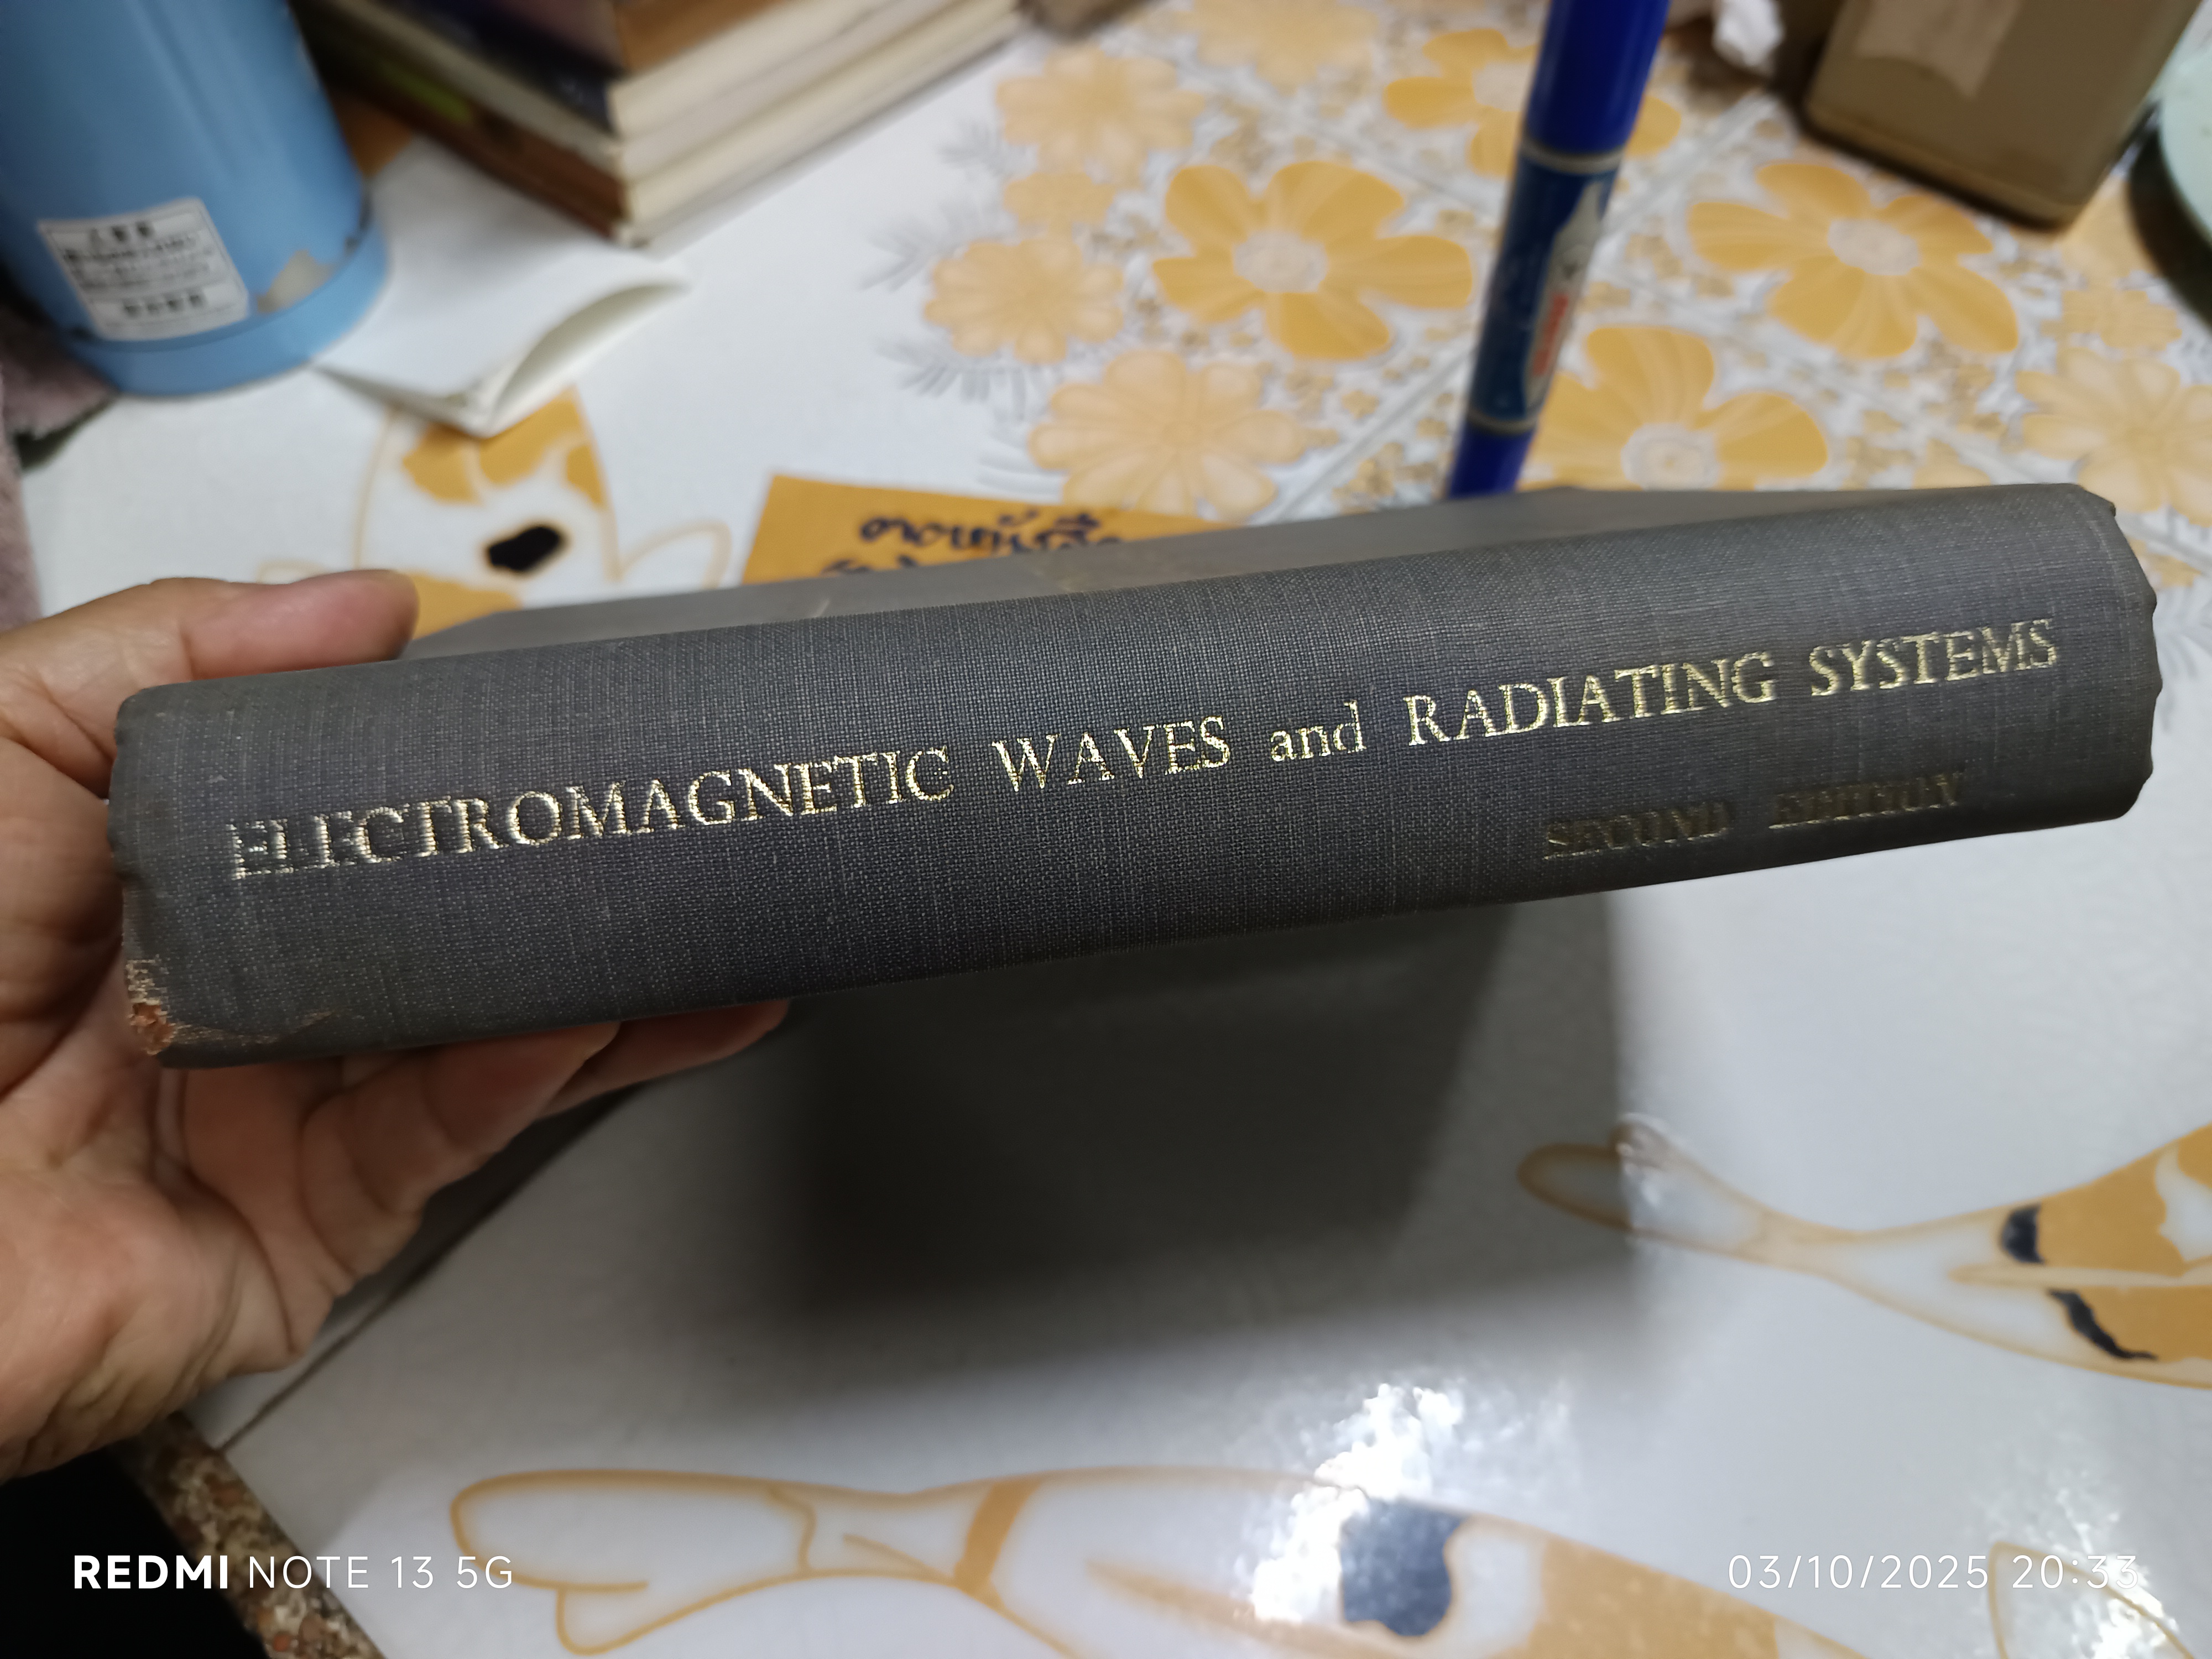 ELECTROMAGNETIC WAVES and RADIATING SYSTEMS
SECOND EDITION
REDMI NOTE 13 5G
03/10/2025 20:33